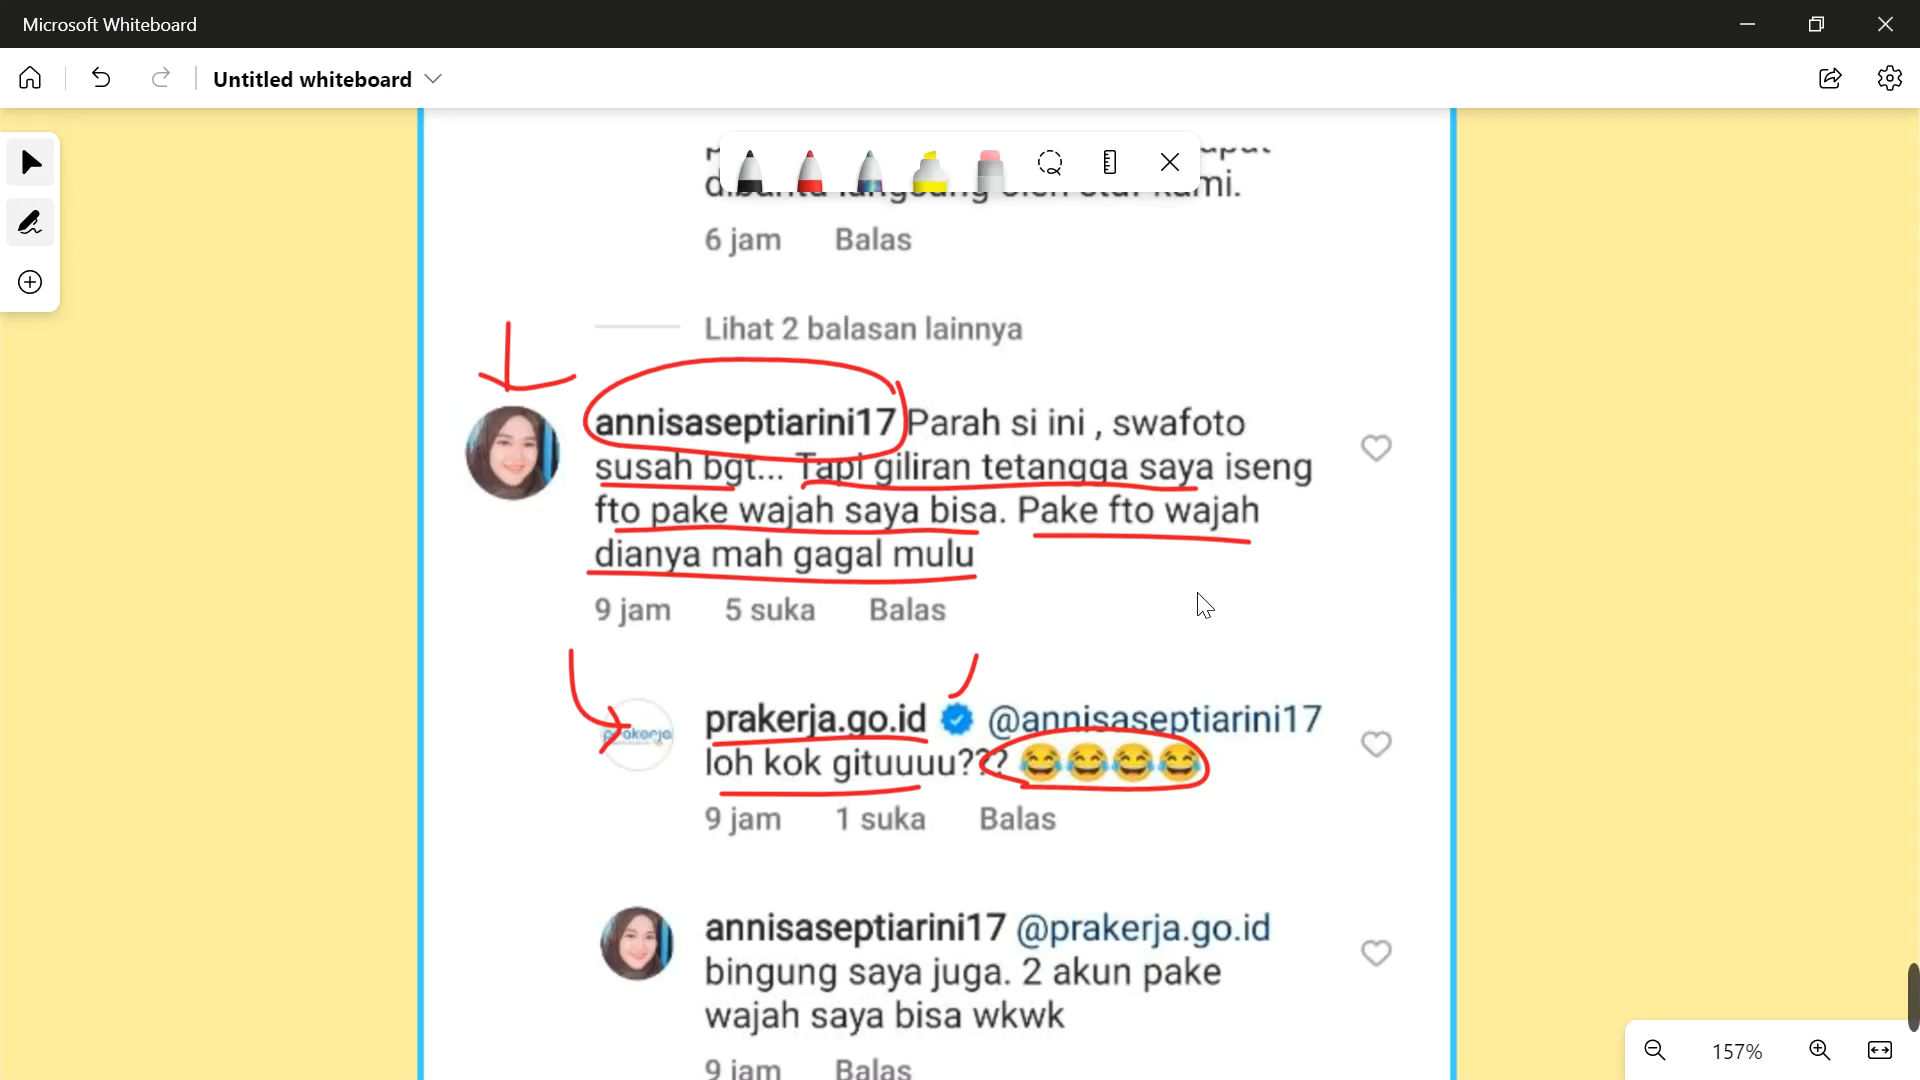 Microsoft Whiteboard
Untitled whiteboard
6 jam Balas
Lihat 2 balasan lainnya
annisaseptiarini17 Parah si ini , swafoto
susah bgt... Tapi giliran tetangga saya iseng
fto pake wajah saya bisa. Pake fto wajah
dianya mah gagal mulu
9 jam 5 suka Balas
prakerja
prakerja.go.id @annisaseptiarini17
loh kok gituuuu??? 😂😂😂😂
9 jam 1 suka Balas
annisaseptiarini17 @prakerja.go.id
bingung saya juga. 2 akun pake
wajah saya bisa wkwk
9 jam Balas
157%